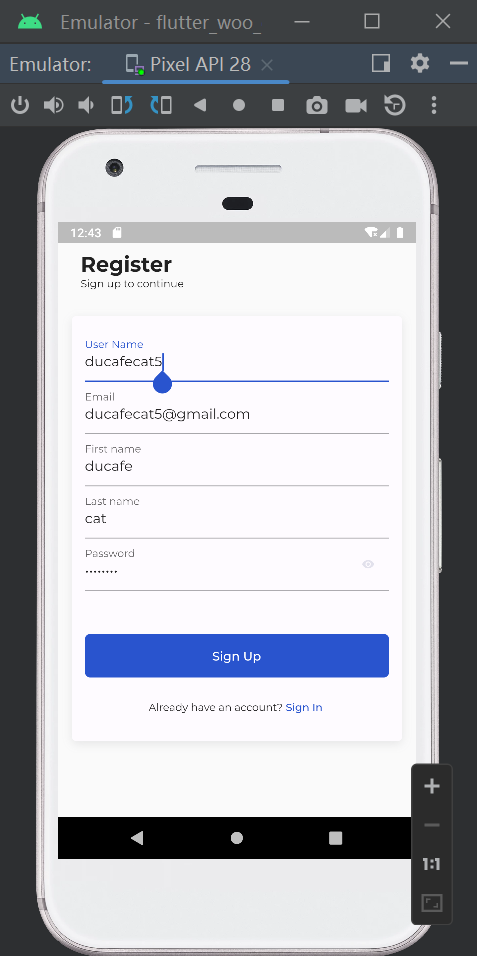 Emulator - flutter_woo_
Emulator:
Pixel API 28
12:43
Register
Sign up to continue
User Name
ducafecat5
Email
ducafecat5@gmail.com
First name
ducafe
Last name
cat
Password
••••••••
Sign Up
Already have an account? Sign In
1:1